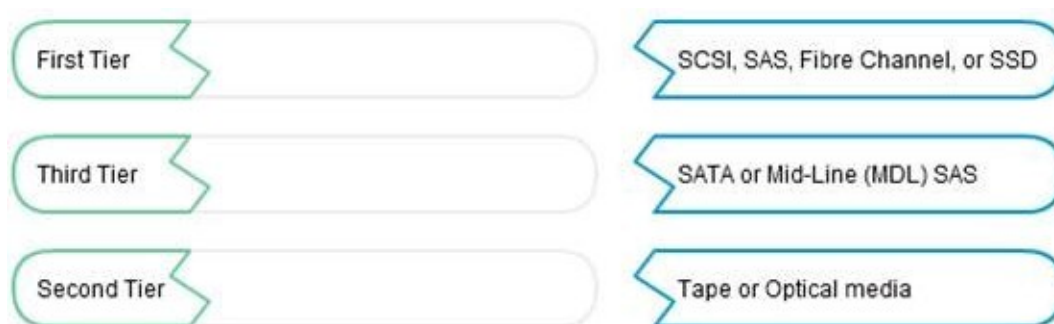 First Tier
SCSI, SAS, Fibre Channel, or SSD
Third Tier
SATA or Mid-Line (MDL) SAS
Second Tier
Tape or Optical media